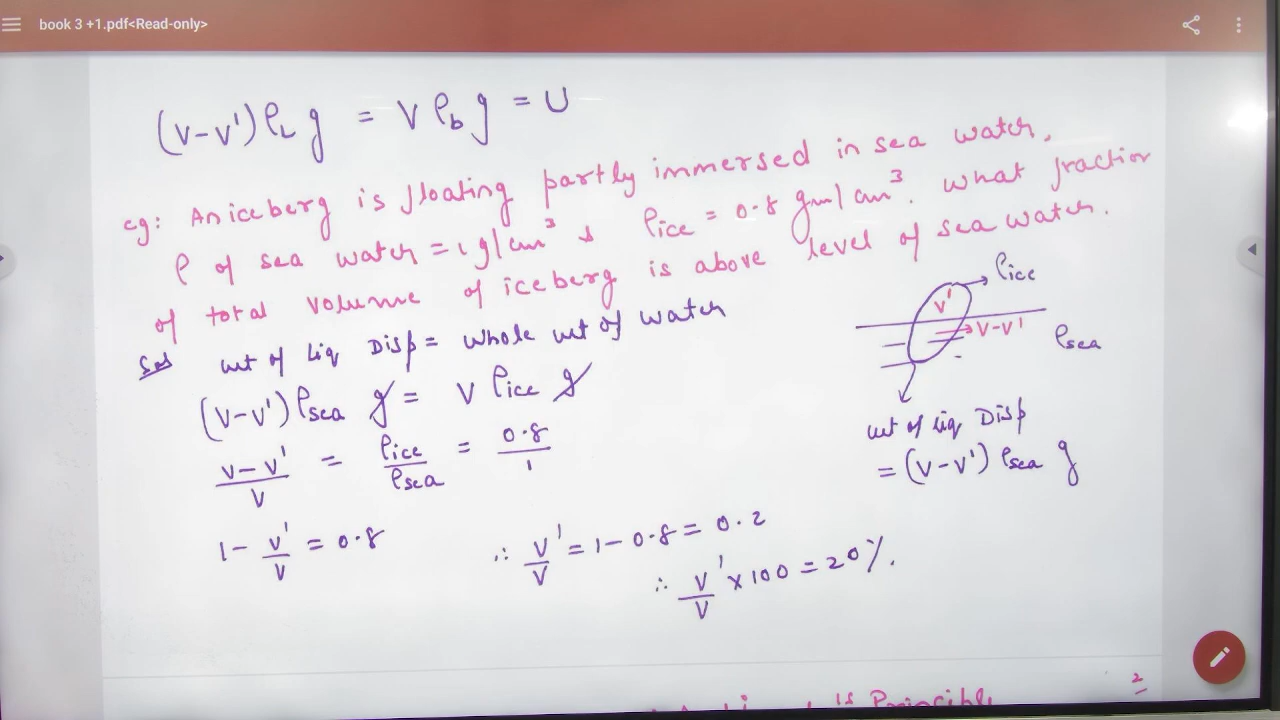 book 3 +1.pdf<Read-only>
(V-V')ρL g = V ρb g = U
eg: An iceberg is floating partly immersed in sea water.
ρ of sea water = 1 g/cm³ & ρice = 0.8 gm/cm³. What fraction
of total volume of iceberg is above level of sea water.
Sol wt of Liq Disp = whole wt of water
(V-V')ρsea g = V ρice g
V-V'/V = ρice/ρsea = 0.8/1
1 - V'/V = 0.8
∴ V'/V = 1-0.8 = 0.2
∴ V'/V × 100 = 20%.
ρice
V'
V-V'
ρsea
wt of Liq Disp
= (V-V') ρsea g
's Principle
2